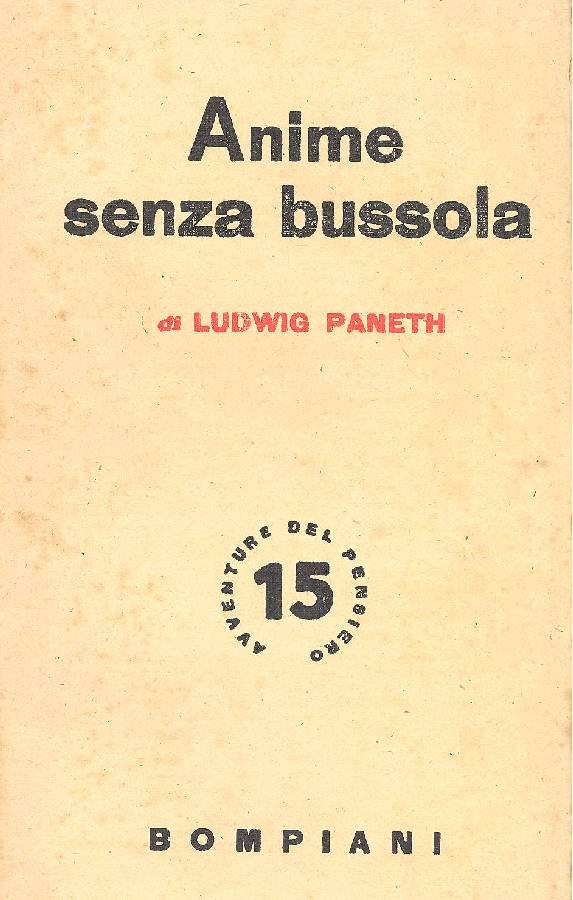 Anime
senza bussola
di LUDWIG PANETH
AVVENTURE DEL PENSIERO
15
BOMPIANI